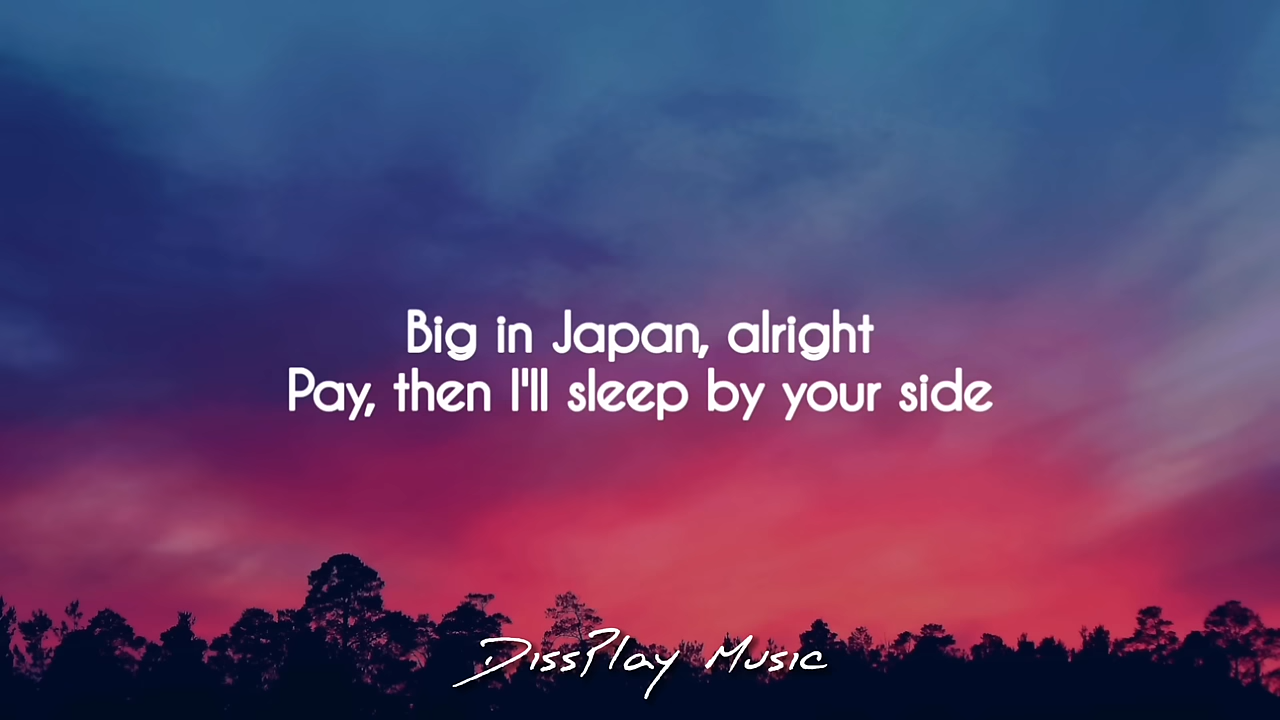 Big in Japan, alright
Pay, then I'll sleep by your side
DissPlay Music